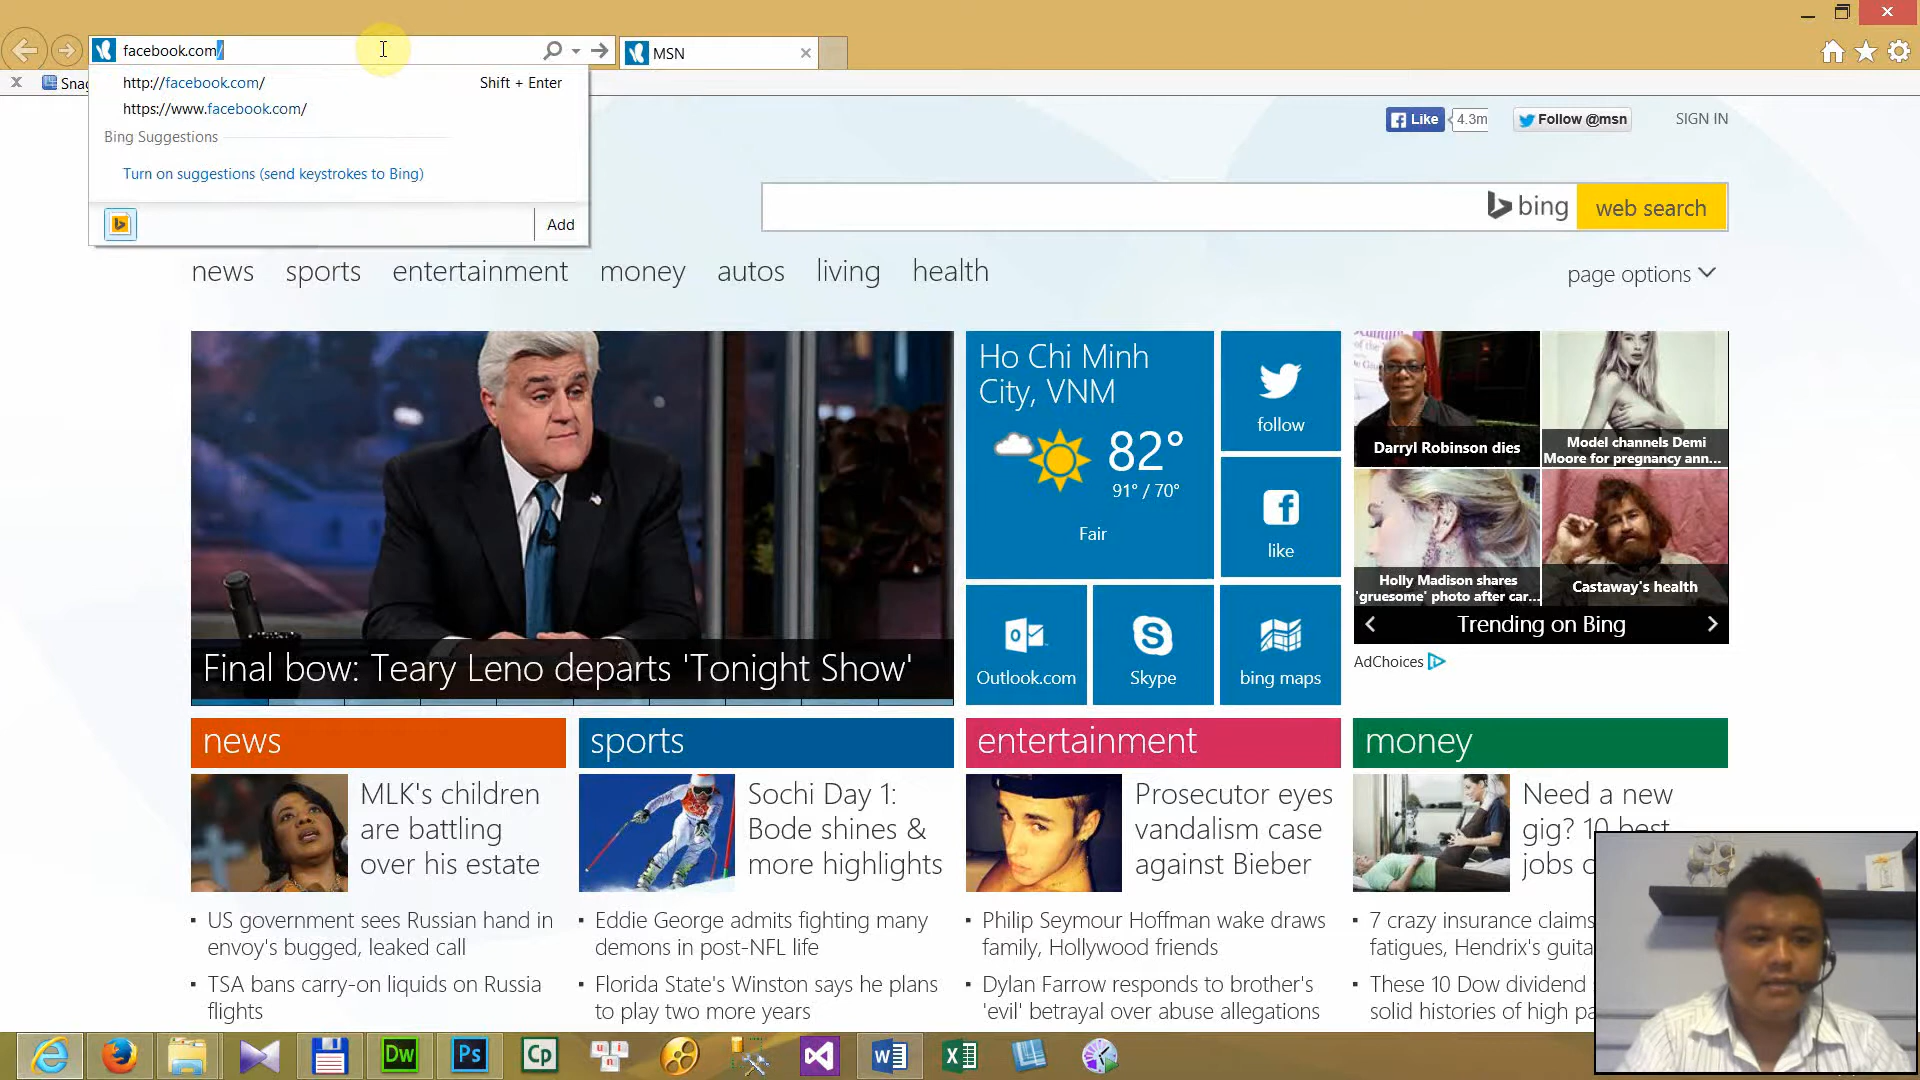 facebook.com/
MSN
http://facebook.com/
Shift + Enter
https://www.facebook.com/
Bing Suggestions
Turn on suggestions (send keystrokes to Bing)
Add
Snag
Like
4.3m
Follow @msn
SIGN IN
bing
web search
news
sports
entertainment
money
autos
living
health
page options
Final bow: Teary Leno departs 'Tonight Show'
Ho Chi Minh
City, VNM
82°
91° / 70°
Fair
follow
like
Outlook.com
Skype
bing maps
Darryl Robinson dies
Model channels Demi
Moore for pregnancy ann...
Holly Madison shares
'gruesome' photo after car...
Castaway's health
Trending on Bing
AdChoices
news
MLK's children
are battling
over his estate
US government sees Russian hand in
envoy's bugged, leaked call
TSA bans carry-on liquids on Russia
flights
sports
Sochi Day 1:
Bode shines &
more highlights
Eddie George admits fighting many
demons in post-NFL life
Florida State's Winston says he plans
to play two more years
entertainment
Prosecutor eyes
vandalism case
against Bieber
Philip Seymour Hoffman wake draws
family, Hollywood friends
Dylan Farrow responds to brother's
'evil' betrayal over abuse allegations
money
Need a new
gig? 10 best
jobs
7 crazy insurance claims
fatigues, Hendrix's
These 10 Dow dividend
solid histories of high
Dw
Ps
Cp
u n i